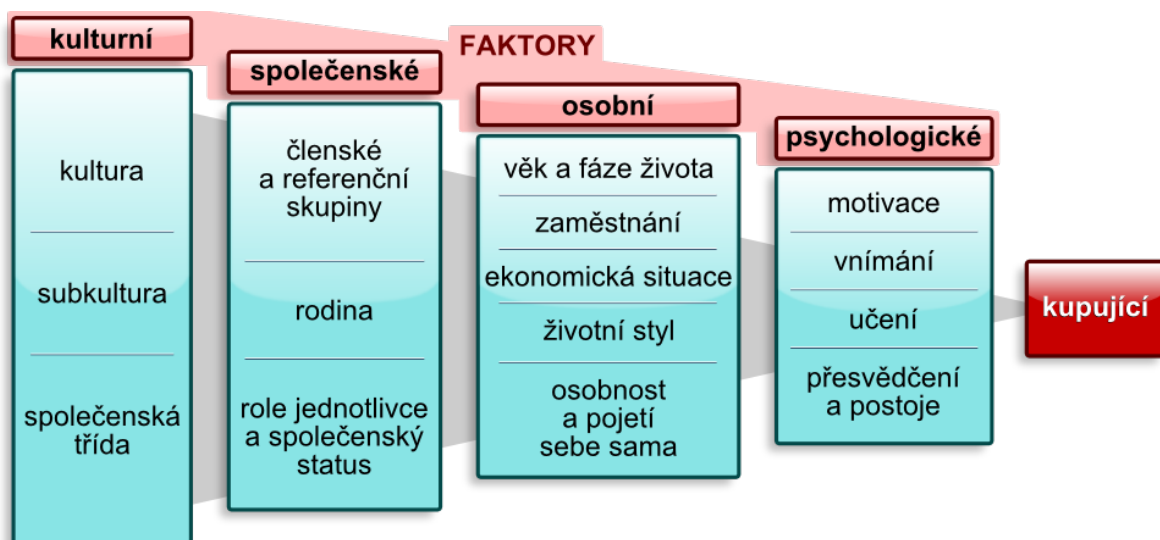 FAKTORY
kulturní
kultura
subkultura
společenská
třída
společenské
členské
a referenční
skupiny
rodina
role jednotlivce
a společenský
status
osobní
věk a fáze života
zaměstnání
ekonomická situace
životní styl
osobnost
a pojetí
sebe sama
psychologické
motivace
vnímání
učení
přesvědčení
a postoje
kupující